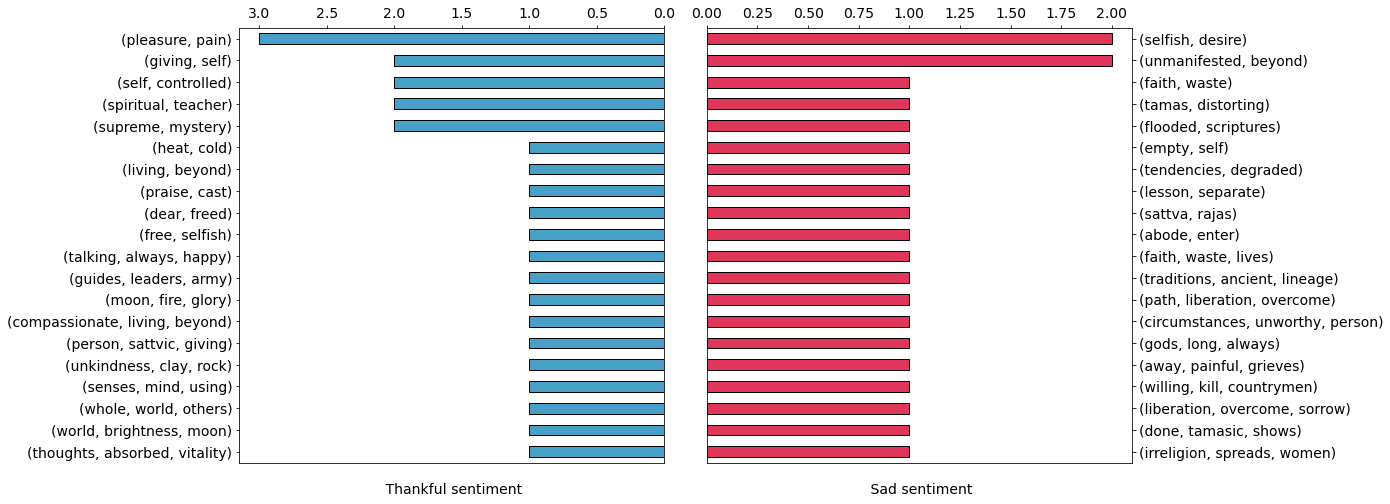 3.0 2.5 2.0 1.5 1.0 0.5 0.0 0.00 0.25 0.50 0.75 1.00 1.25 1.50 1.75 2.00
(pleasure, pain) (selfish, desire)
(giving, self) (unmanifested, beyond)
(self, controlled) (faith, waste)
(spiritual, teacher) (tamas, distorting)
(supreme, mystery) (flooded, scriptures)
(heat, cold) (empty, self)
(living, beyond) (tendencies, degraded)
(praise, cast) (lesson, separate)
(dear, freed) (sattva, rajas)
(free, selfish) (abode, enter)
(talking, always, happy) (faith, waste, lives)
(guides, leaders, army) (traditions, ancient, lineage)
(moon, fire, glory) (path, liberation, overcome)
(compassionate, living, beyond) (circumstances, unworthy, person)
(person, sattvic, giving) (gods, long, always)
(unkindness, clay, rock) (away, painful, grieves)
(senses, mind, using) (willing, kill, countrymen)
(whole, world, others) (liberation, overcome, sorrow)
(world, brightness, moon) (done, tamasic, shows)
(thoughts, absorbed, vitality) (irreligion, spreads, women)
Thankful sentiment Sad sentiment